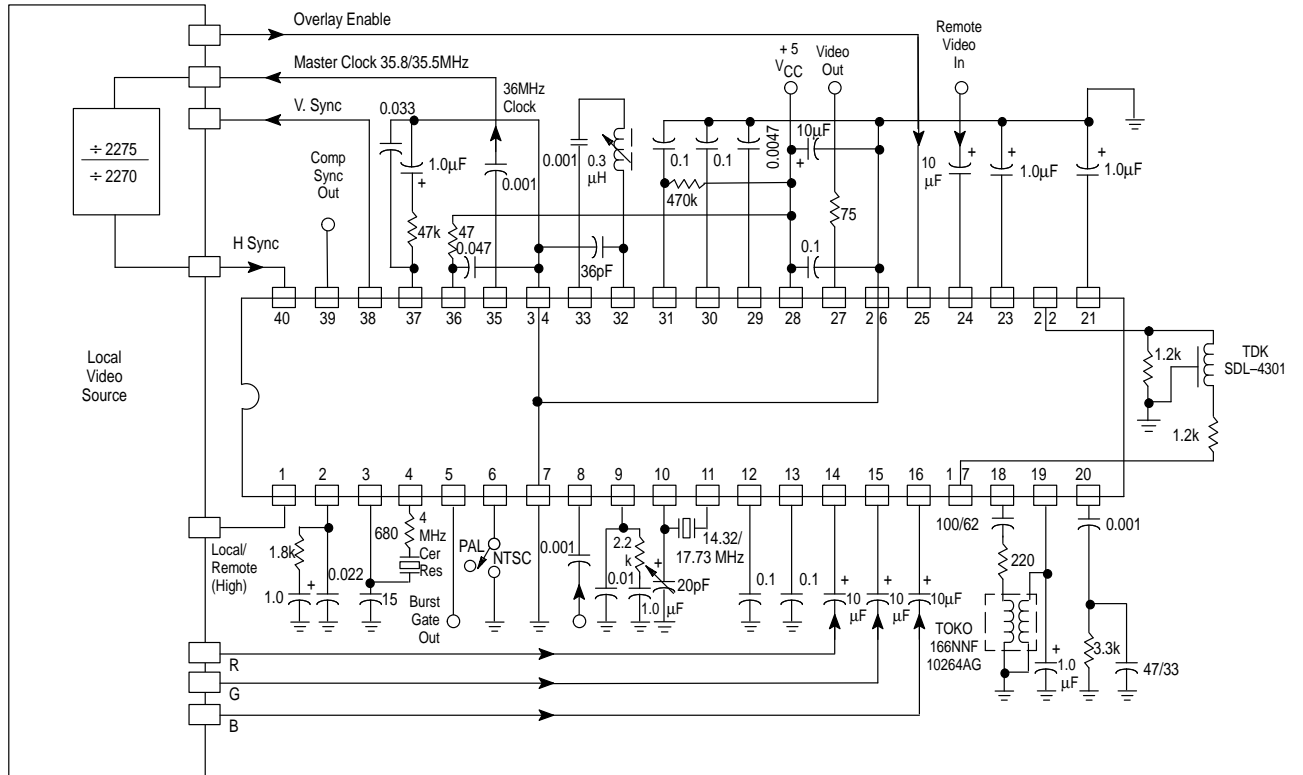 Overlay Enable
Master Clock 35.8/35.5MHz
V. Sync
÷ 2275
÷ 2270
H Sync
Local
Video
Source
Comp
Sync
Out
0.033
1.0μF
+
47k
36MHz
Clock
0.001
47
0.047
0.001
0.3
μH
36pF
0.1
470k
0.1
0.0047
+ 5
VCC
10μF
+
0.1
Video
Out
75
10
μF
Remote
Video
In
+
+
1.0μF
+
1.0μF
40
39
38
37
36
35
3 4
33
32
31
30
29
28
27
2 6
25
24
23
2 2
21
1.2k
TDK
SDL–4301
1.2k
1
2
3
4
5
6
7
8
9
10
11
12
13
14
15
16
1 7
18
19
20
Local/
Remote
(High)
1.8k
+
1.0
0.022
680
4
MHz
Cer
Res
15
Burst
Gate
Out
PAL
NTSC
0.001
2.2
k
0.01
1.0
μF
+
20pF
14.32/
17.73 MHz
0.1
0.1
+
10
μF
+
10
μF
+
10μF
100/62
220
TOKO
166NNF
10264AG
+
1.0
μF
0.001
3.3k
47/33
R
G
B